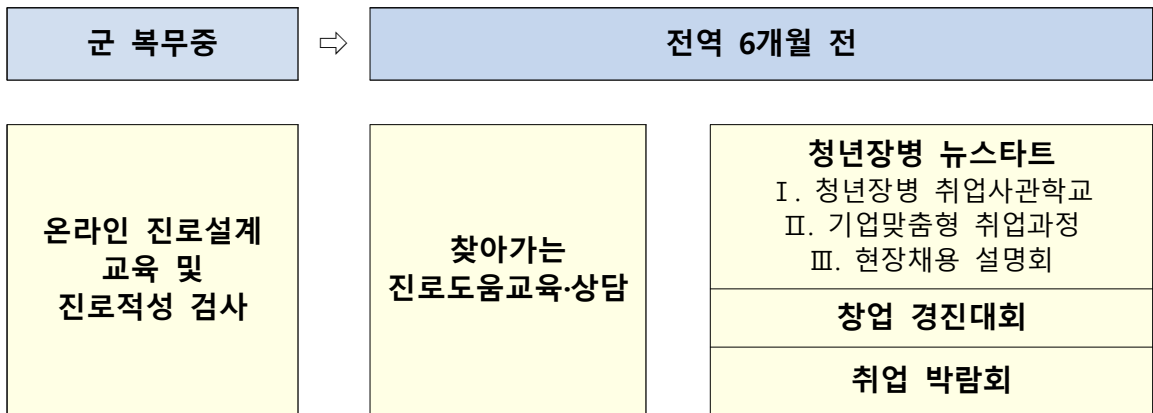 군 복무중 ⇨ 전역 6개월 전
온라인 진로설계
교육 및
진로적성 검사
찾아가는
진로도움교육·상담
청년장병 뉴스타트
Ⅰ. 청년장병 취업사관학교
Ⅱ. 기업맞춤형 취업과정
Ⅲ. 현장채용 설명회
창업 경진대회
취업 박람회